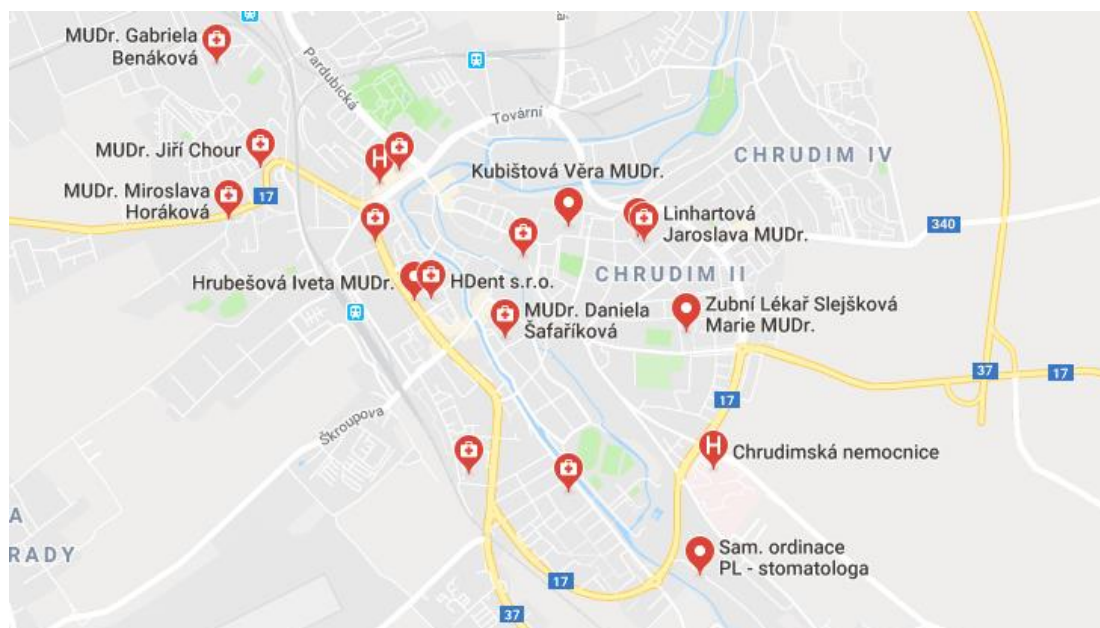 MUDr. Gabriela
Benáková
Pardubická
Tovární
MUDr. Jiří Chour
H
CHRUDIM IV
Kubištová Věra MUDr.
MUDr. Miroslava
Horáková
17
Linhartová
Jaroslava MUDr.
340
Hrubešová Iveta MUDr.
HDent s.r.o.
CHRUDIM II
MUDr. Daniela
Šafaříková
Zubní Lékař Slejšková
Marie MUDr.
37
17
17
Škroupova
H
Chrudimská nemocnice
A
RADY
Sam. ordinace
PL - stomatologa
17
37